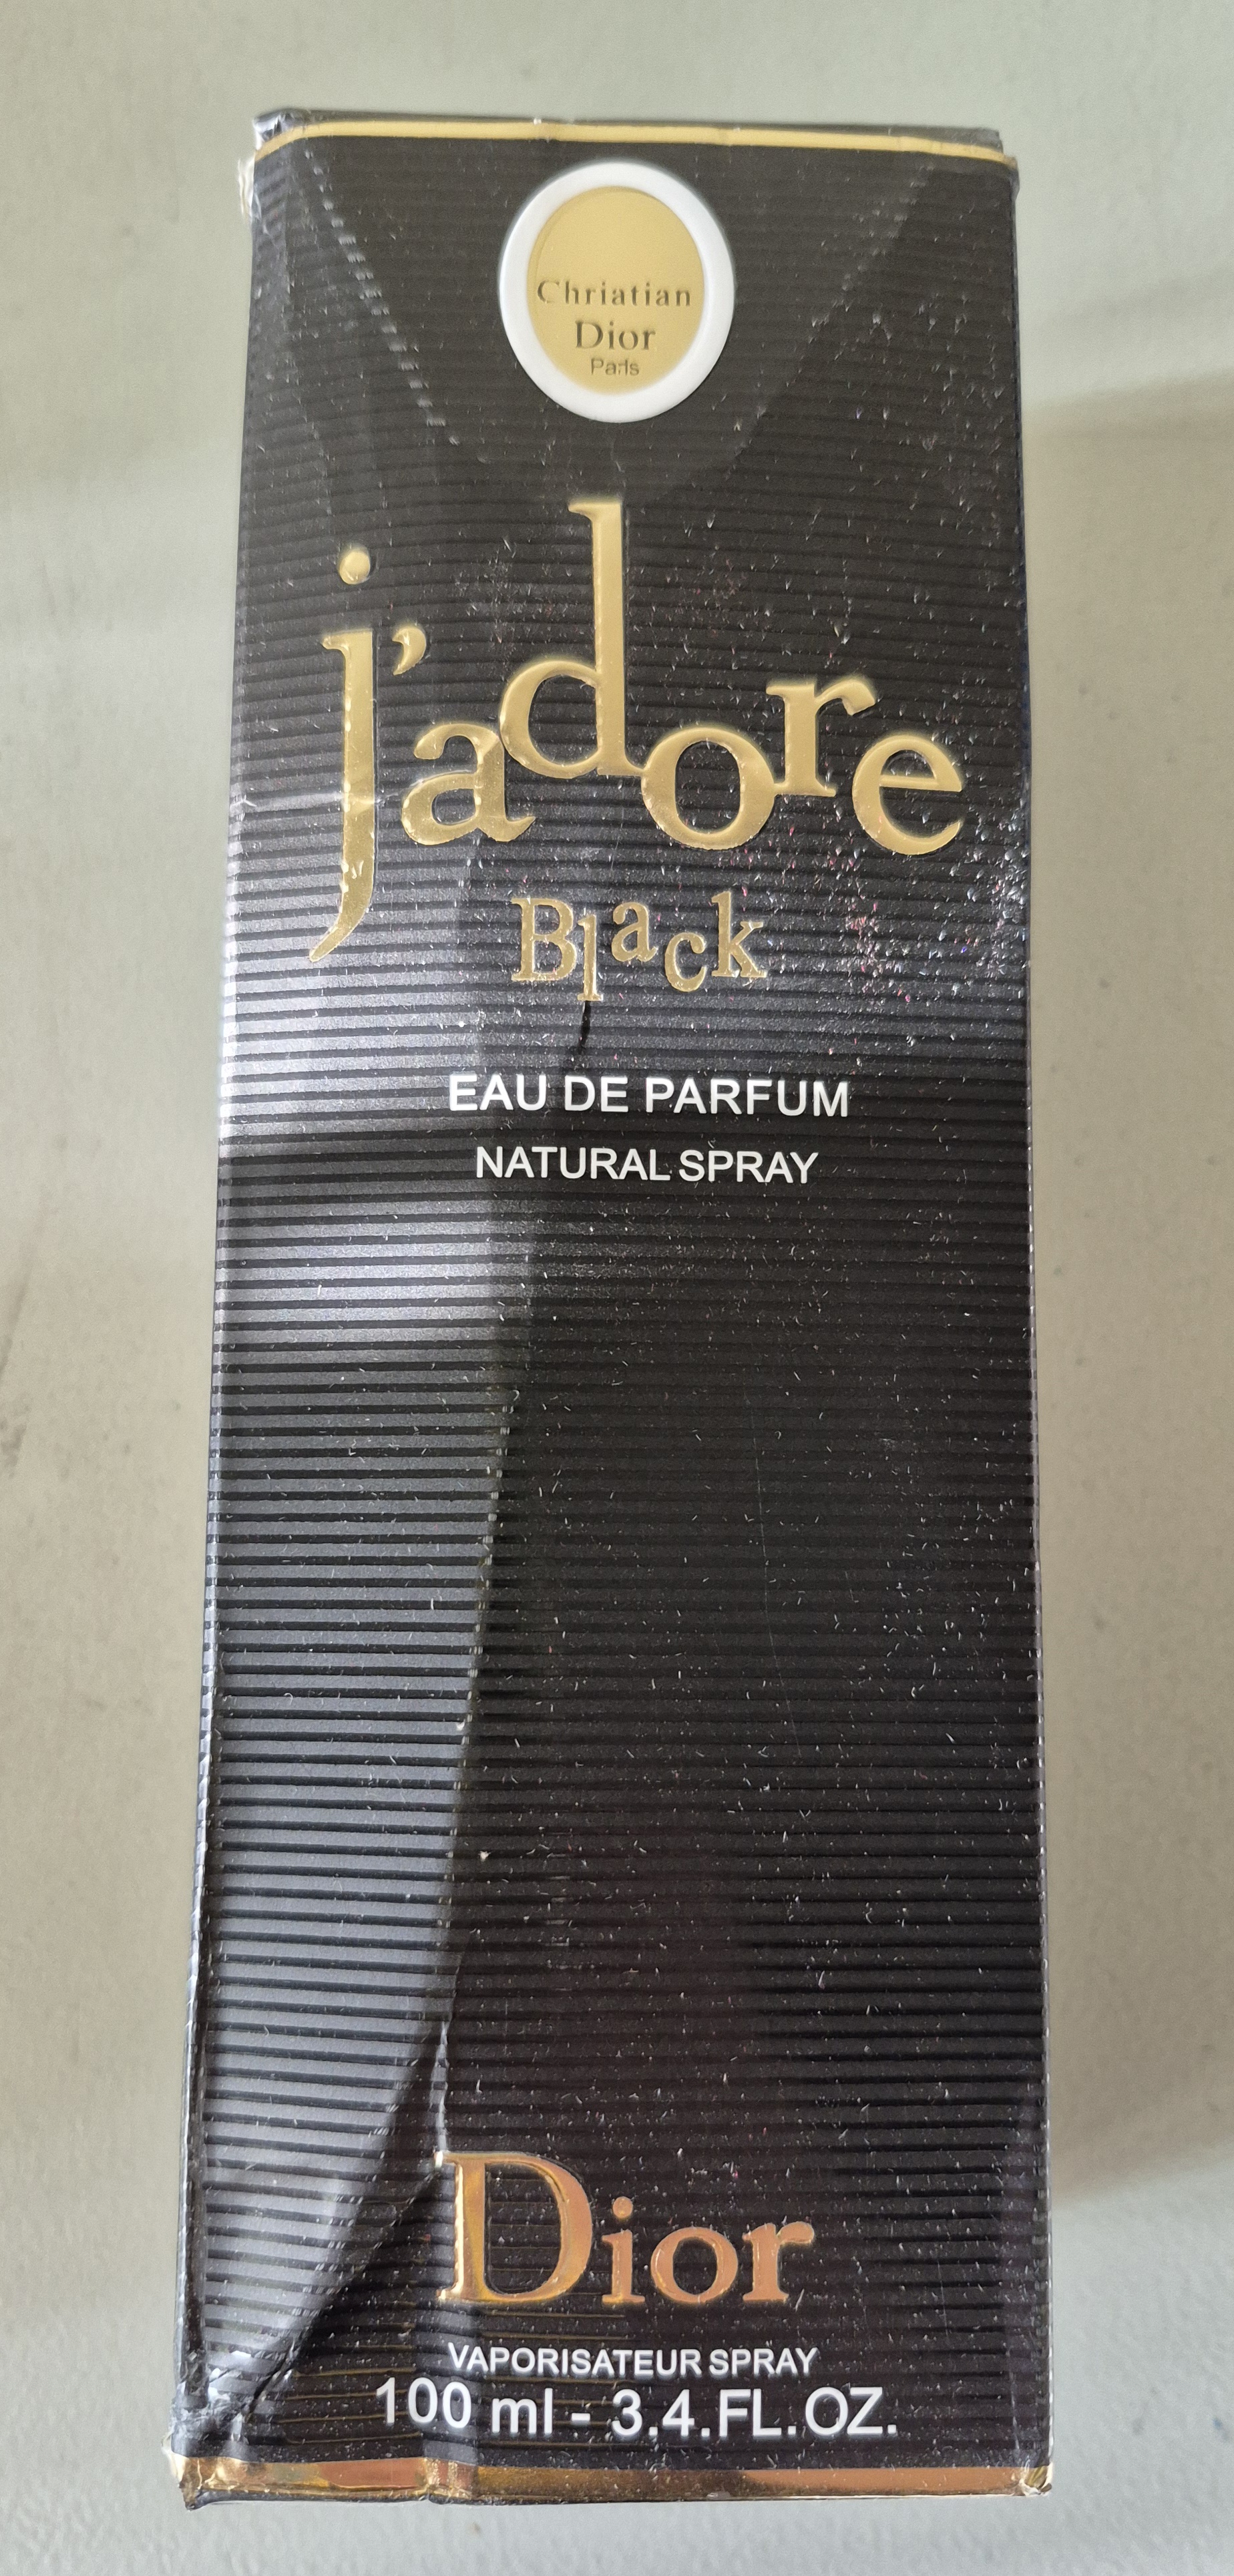 Chriatian
Dior
Paris
j'adore
Black
EAU DE PARFUM
NATURAL SPRAY
Dior
VAPORISATEUR SPRAY
100 ml - 3.4.FL.OZ.